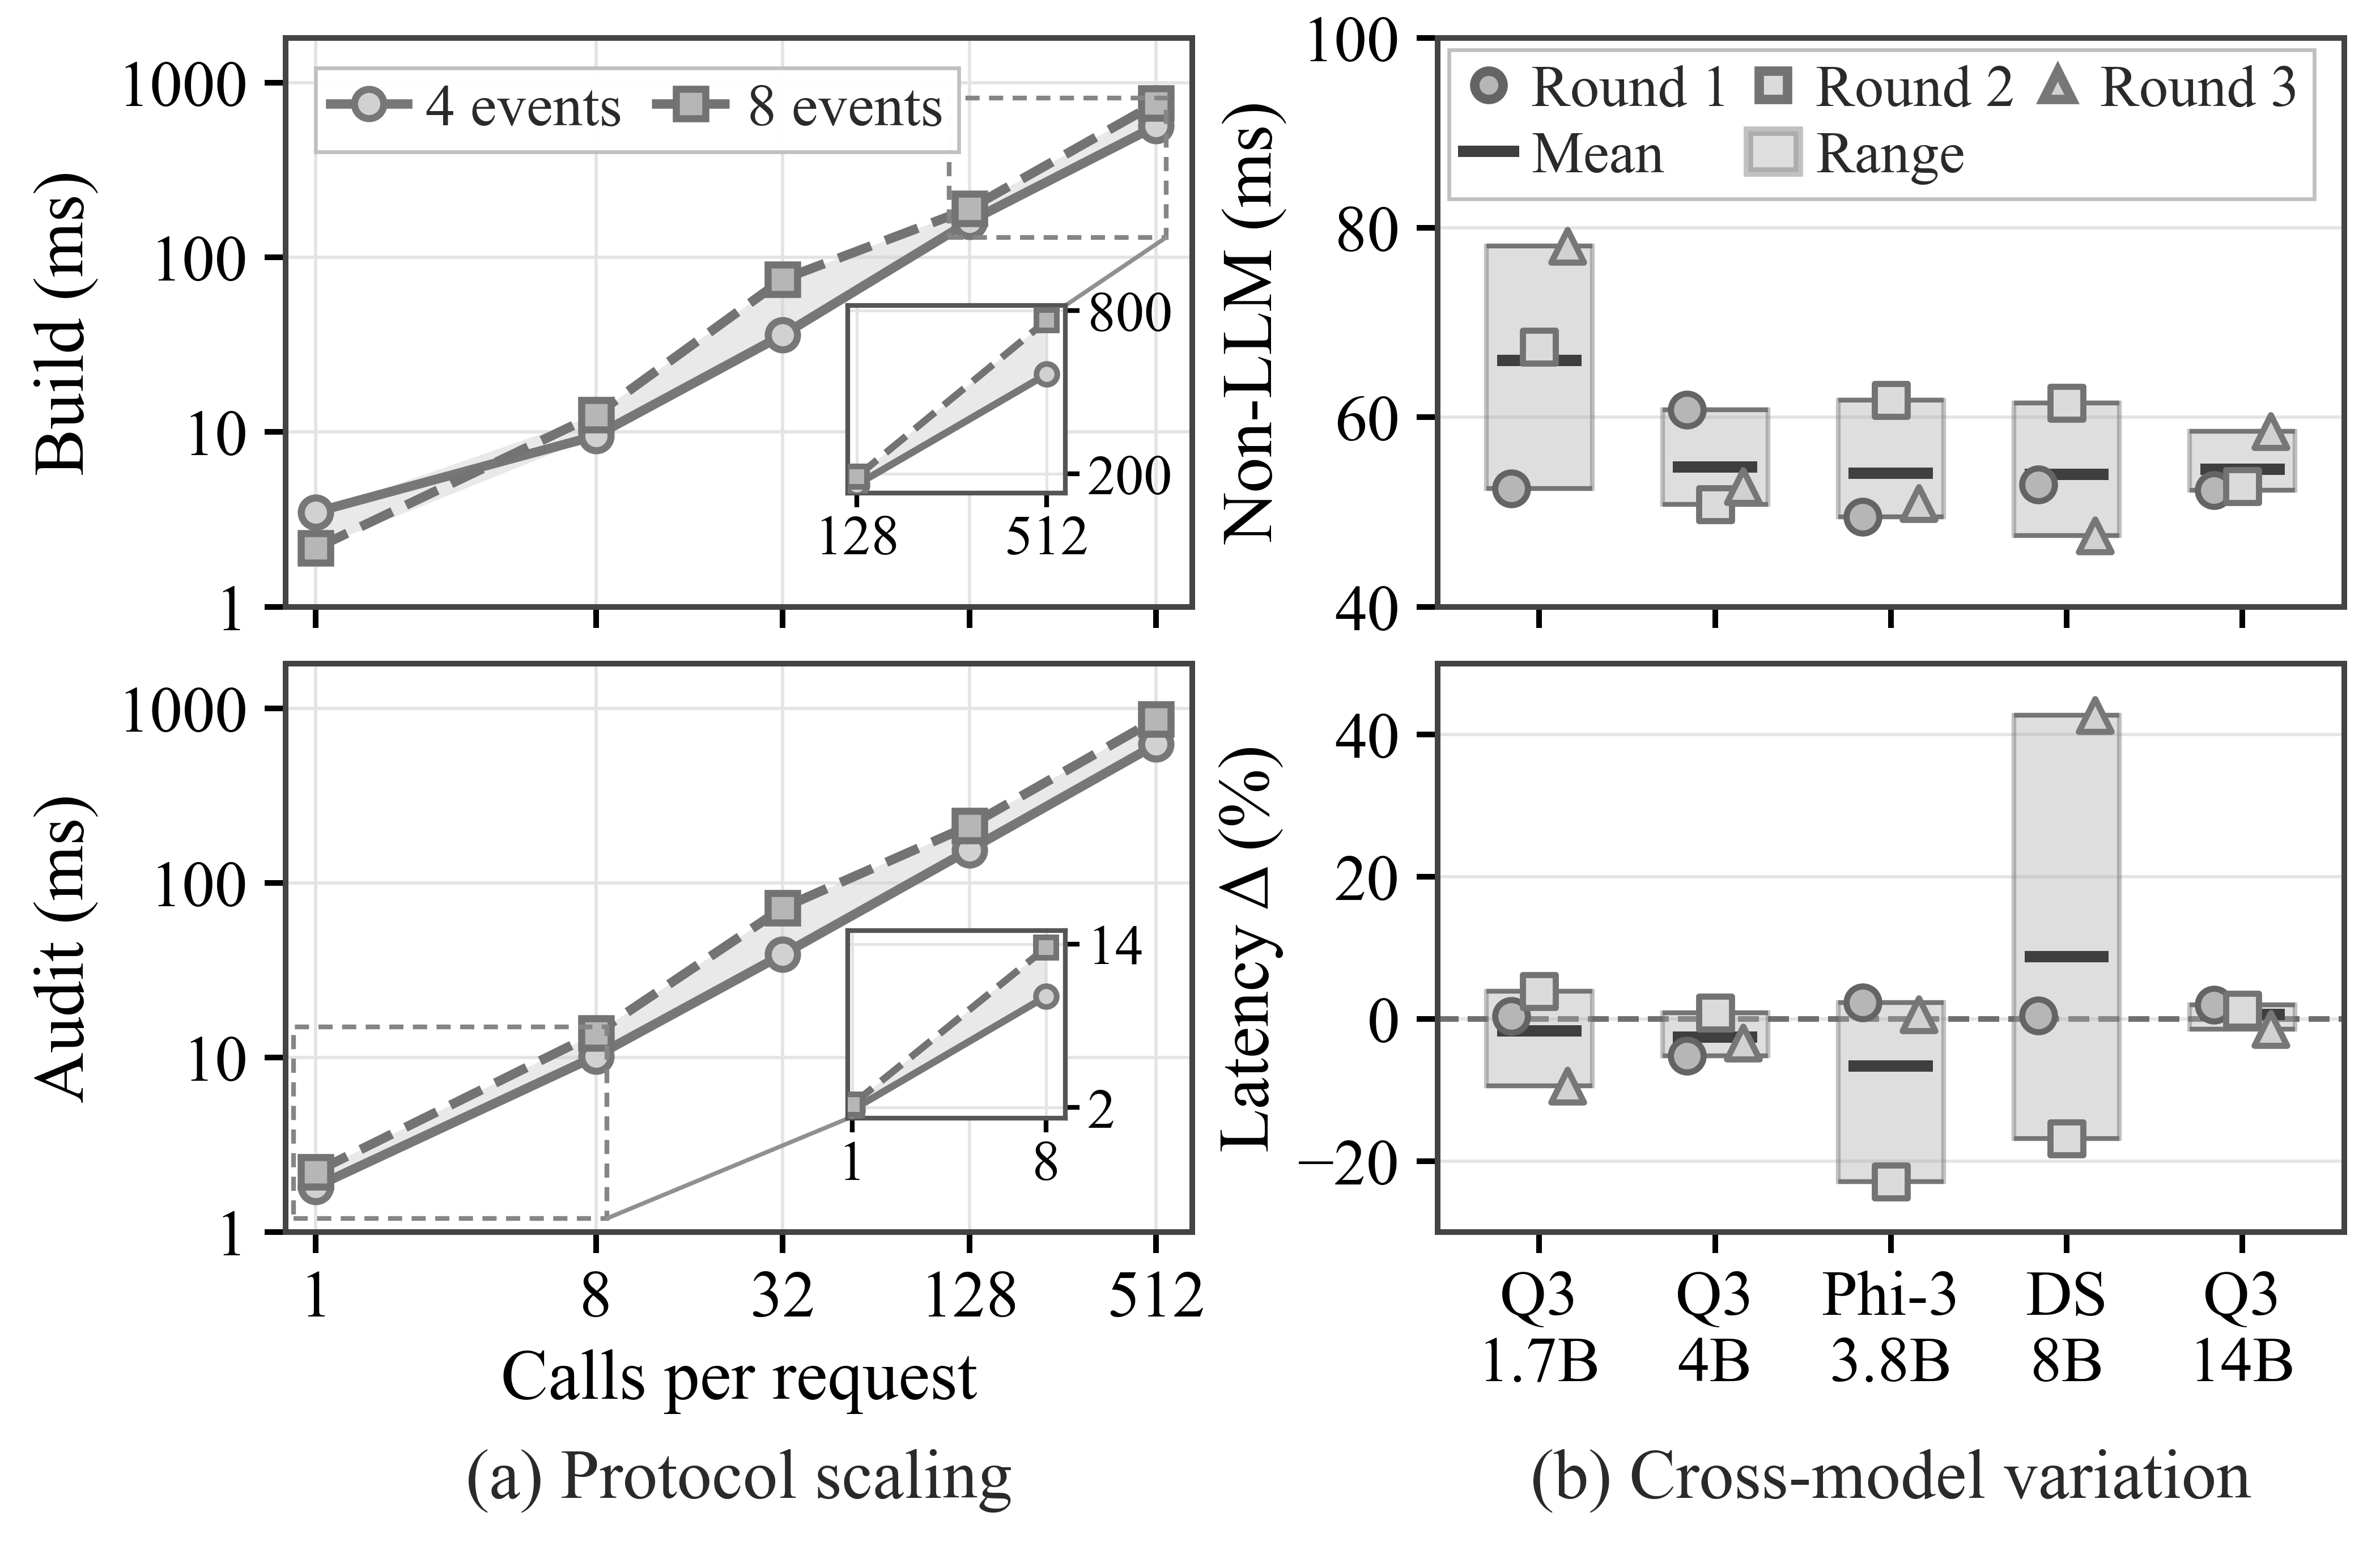 Build (ms)
1000
100
10
1
4 events
8 events
800
200
128
512
Audit (ms)
1000
100
10
1
14
2
1
8
1
8
32
128
512
Calls per request
(a) Protocol scaling
Non-LLM (ms)
100
80
60
40
Round 1
Round 2
Round 3
Mean
Range
Latency Δ (%)
40
20
0
−20
Q3
1.7B
Q3
4B
Phi-3
3.8B
DS
8B
Q3
14B
(b) Cross-model variation